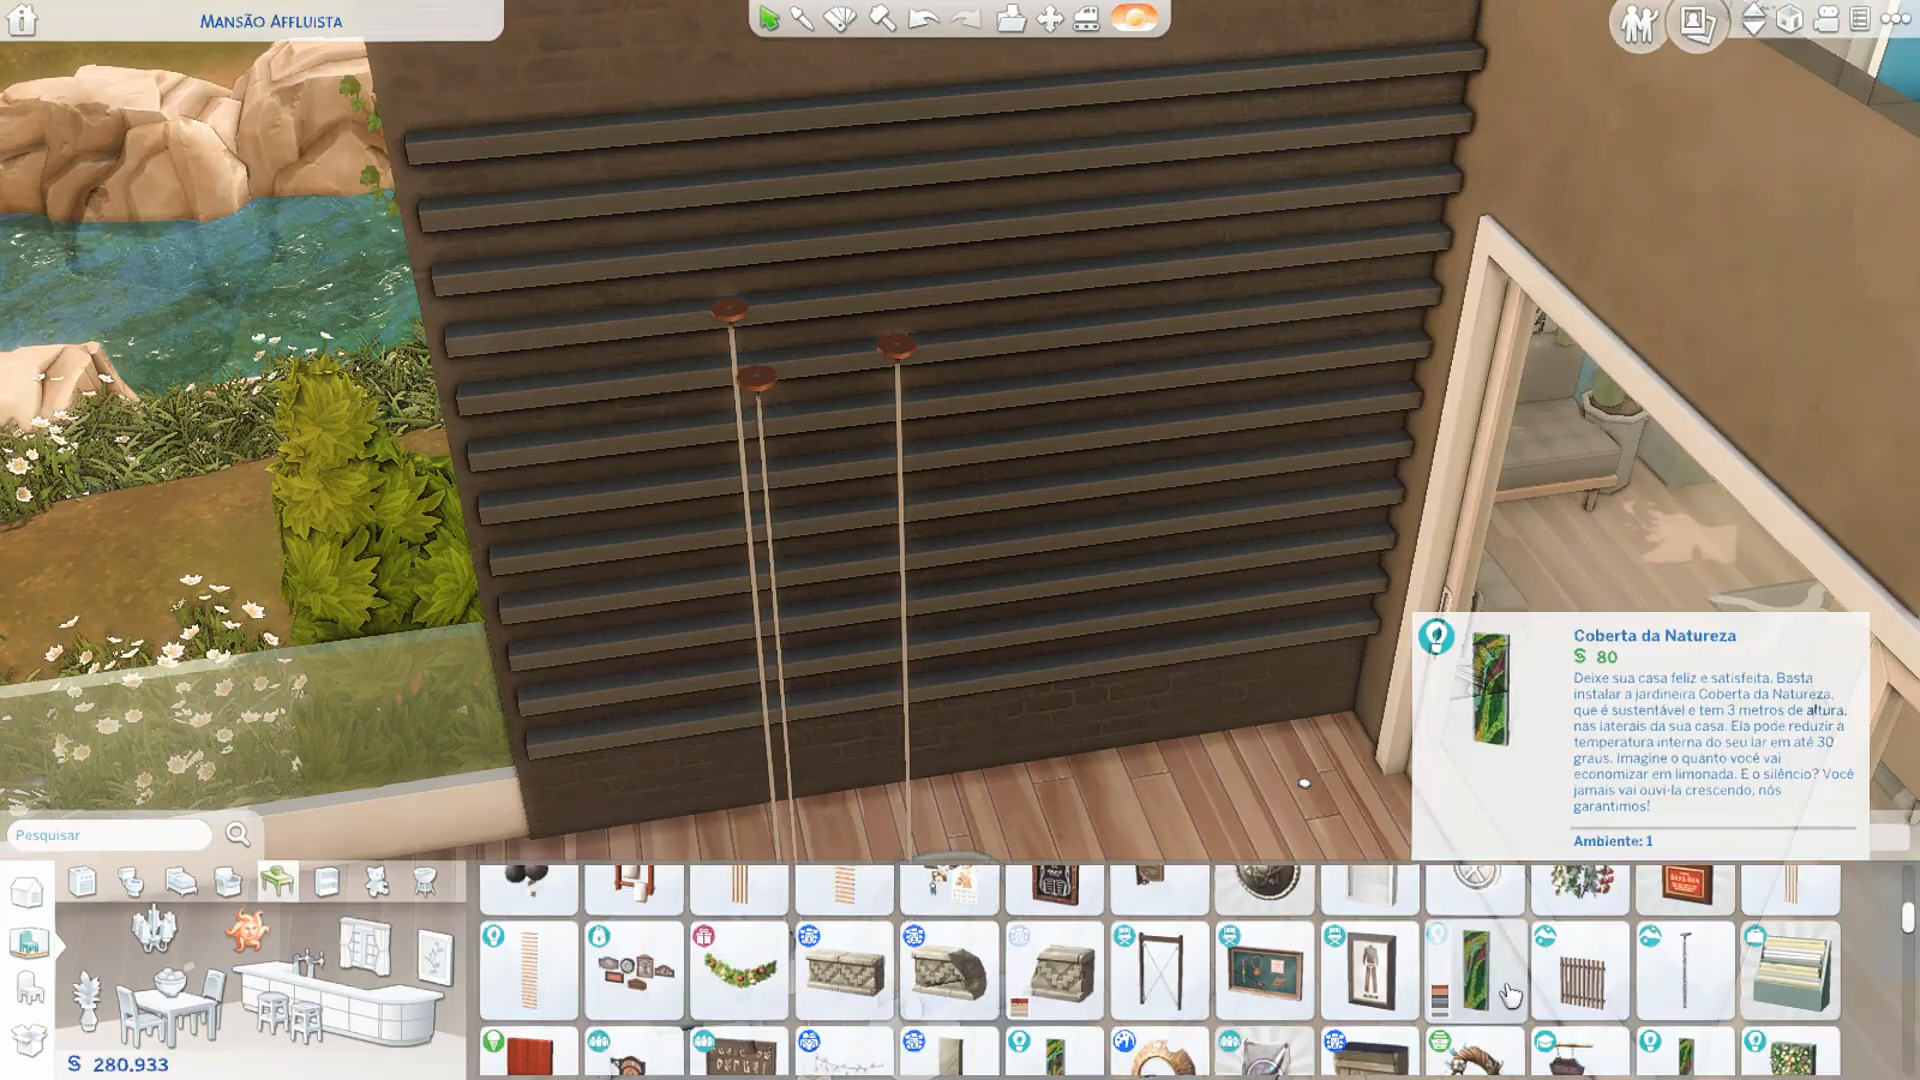 Mansão Affluista
Coberta da Natureza
S 80
Deixe sua casa feliz e satisfeita. Basta
instalar a jardineira Coberta da Natureza,
que é sustentável e tem 3 metros de altura,
nas laterais da sua casa. Ela pode reduzir a
temperatura interna do seu lar em até 30
graus. Imagine o quanto você vai
economizar em limonada. E o silêncio? Você
jamais vai ouvi-la crescendo, nós
garantimos!
Ambiente: 1
Pesquisar
S 280.933